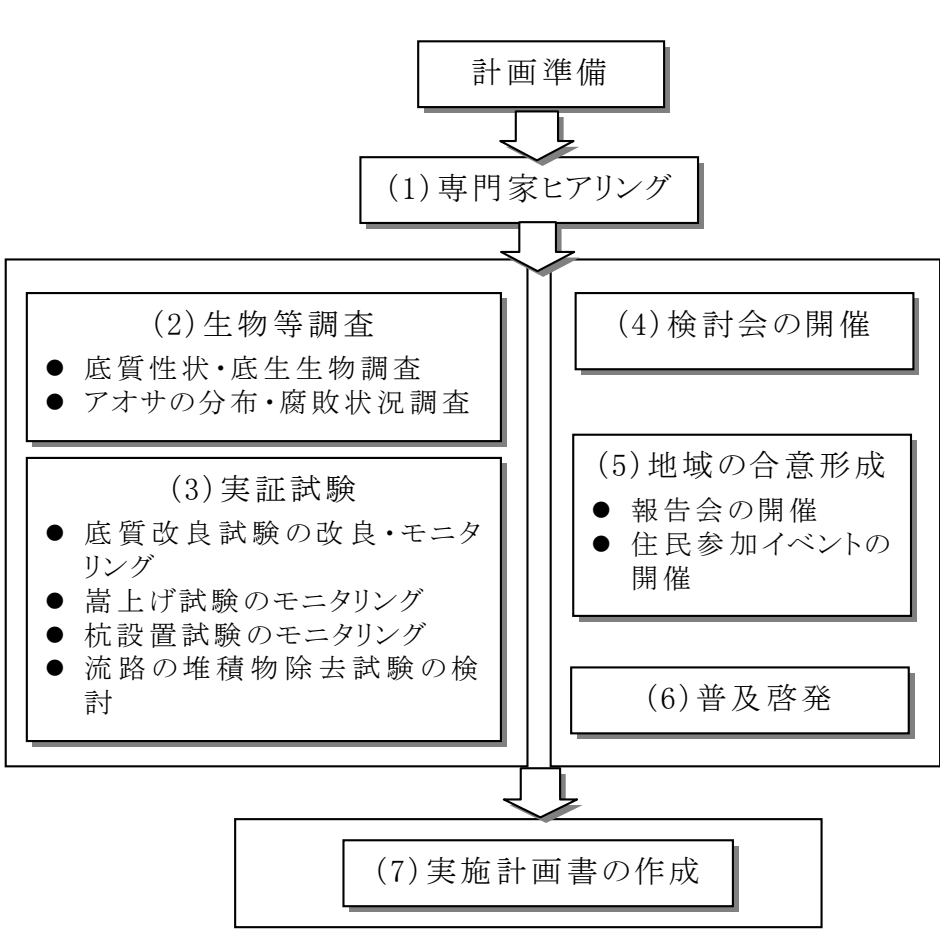 計画準備
(1)専門家ヒアリング
(2)生物等調査
● 底質性状・底生生物調査
● アオサの分布・腐敗状況調査
(3)実証試験
● 底質改良試験の改良・モニタ
リング
● 嵩上げ試験のモニタリング
● 杭設置試験のモニタリング
● 流路の堆積物除去試験の検
討
(4)検討会の開催
(5)地域の合意形成
● 報告会の開催
● 住民参加イベントの
開催
(6)普及啓発
(7)実施計画書の作成